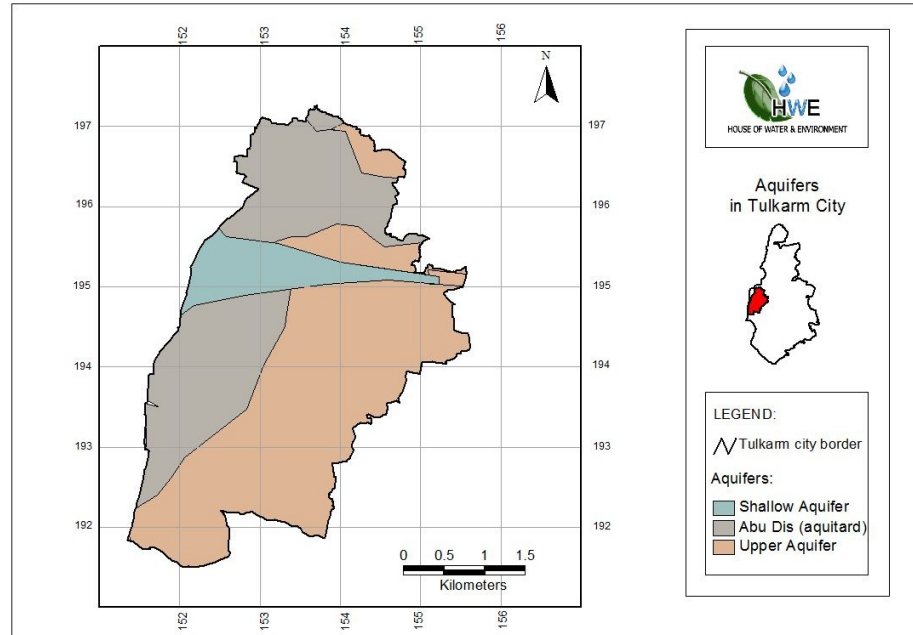 152 153 154 155 156
N
197 197
196 196
195 195
194 194
193 193
192 192
0 0.5 1 1.5
Kilometers
152 153 154 155 156
HWE
HOUSE OF WATER & ENVIRONMENT
Aquifers
in Tulkarm City
LEGEND:
Tulkarm city border
Aquifers:
Shallow Aquifer
Abu Dis (aquitard)
Upper Aquifer